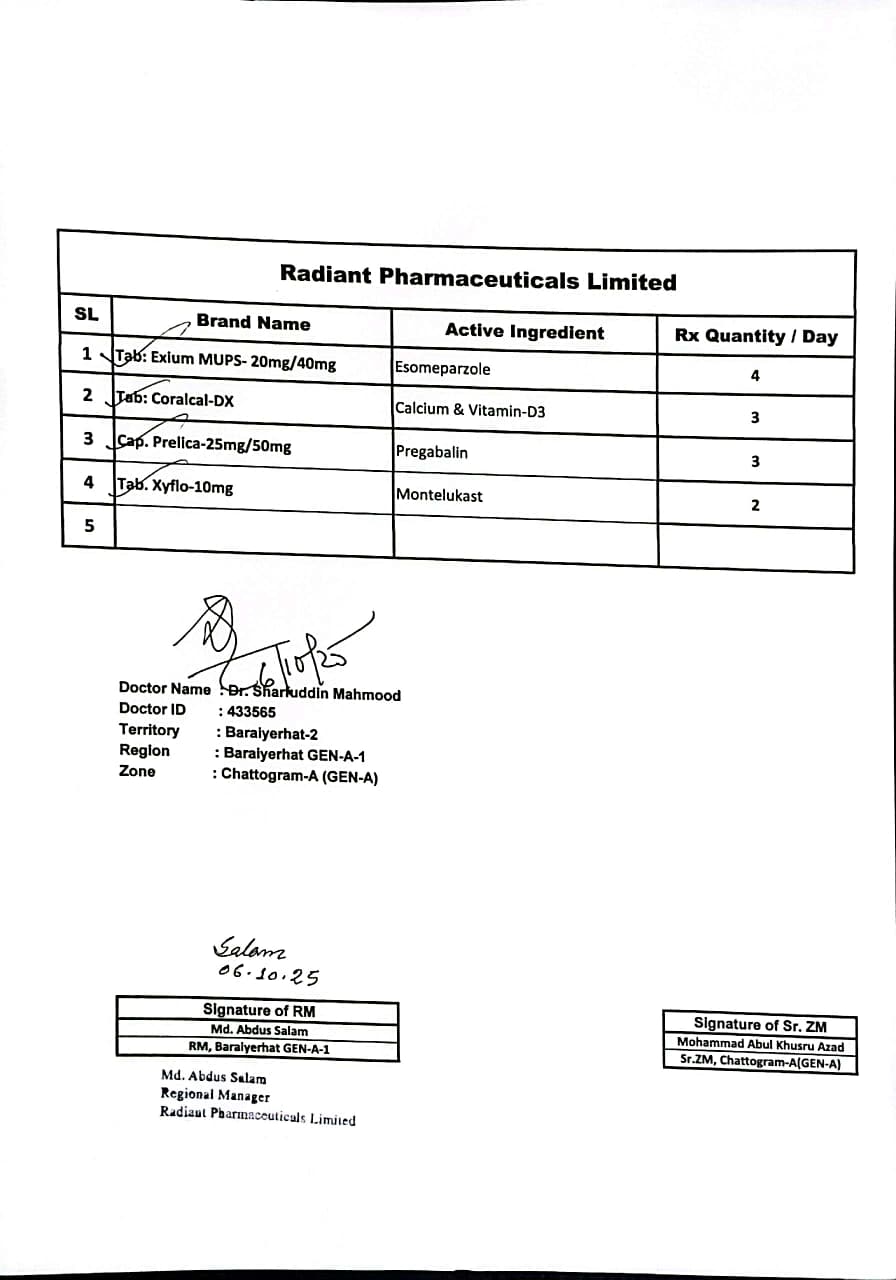 Radiant Pharmaceuticals Limited
SL Brand Name Active Ingredient Rx Quantity / Day
1 Tab: Exium MUPS- 20mg/40mg Esomeparzole 4
2 Tab: Coralcal-DX Calcium & Vitamin-D3 3
3 Cap. Prelica-25mg/50mg Pregabalin 3
4 Tab. Xyflo-10mg Montelukast 2
5
6/10/25
Doctor Name : Dr. Sharfuddin Mahmood
Doctor ID : 433565
Territory : Baraiyerhat-2
Region : Baraiyerhat GEN-A-1
Zone : Chattogram-A (GEN-A)
Salam
06.10.25
Signature of RM
Md. Abdus Salam
RM, Baraiyerhat GEN-A-1
Md. Abdus Salam
Regional Manager
Radiant Pharmaceuticals Limited
Signature of Sr. ZM
Mohammad Abul Khusru Azad
Sr.ZM, Chattogram-A(GEN-A)